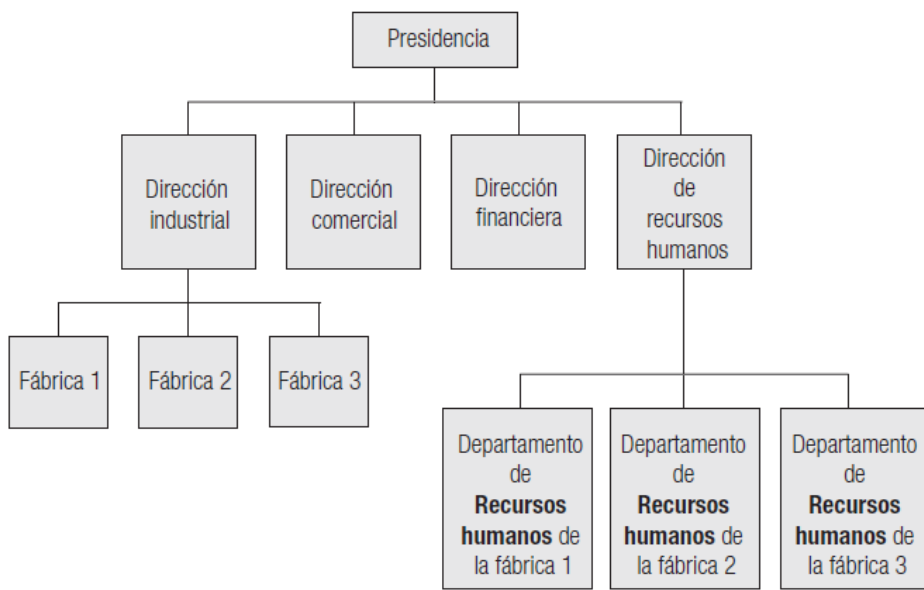 Presidencia
Dirección
industrial
Dirección
comercial
Dirección
financiera
Dirección
de
recursos
humanos
Fábrica 1
Fábrica 2
Fábrica 3
Departamento
de
Recursos
humanos de
la fábrica 1
Departamento
de
Recursos
humanos de
la fábrica 2
Departamento
de
Recursos
humanos de
la fábrica 3